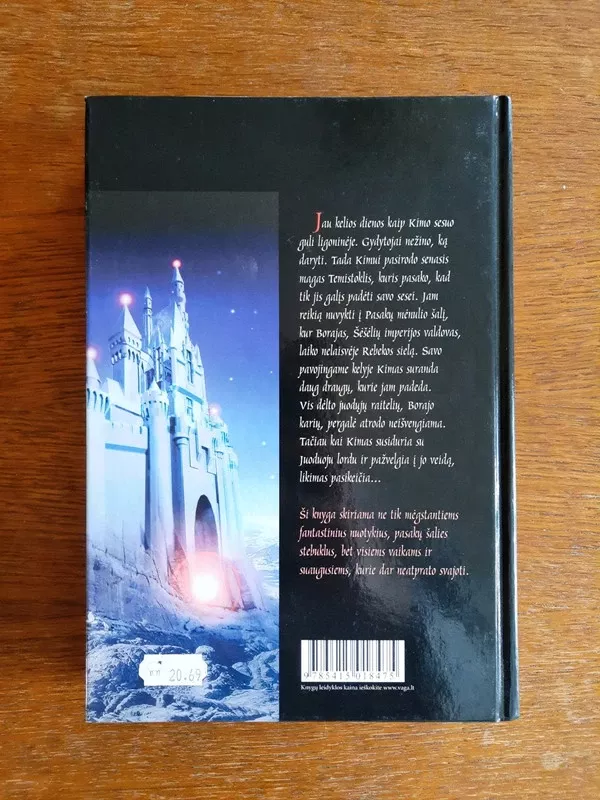 Jau kelios dienos kaip Kimo sesuo
guli ligoninėje. Gydytojai nežino, ką
daryti. Tada Kimui pasirodo senasis
magas Temistoklis, kuris pasako, kad
tik jis galįs padėti savo sesei. Jam
reikią nuvykti į Pasakų mėnulio šalį,
kur Borajas, Šešėlių imperijos valdovas,
laiko nelaisvėje Rebekos sielą. Savo
pavojingame kelyje Kimas suranda
daug draugų, kurie jam padeda.
Vis dėlto juodųjų raitelių, Borajo
karių, pergalė atrodo neišvengiama.
Tačiau kai Kimas susiduria su
Juoduoju lordu ir pažvelgia į jo veidą,
likimas pasikeičia...
Ši knyga skiriama ne tik mėgstantiems
fantastinius nuotykius, pasakų šalies
stebuklus, bet visiems vaikams ir
suaugusiems, kurie dar neatprato svajoti.
9785415018475
Knygų leidyklos kaina ieškokite www.vaga.lt
20.69